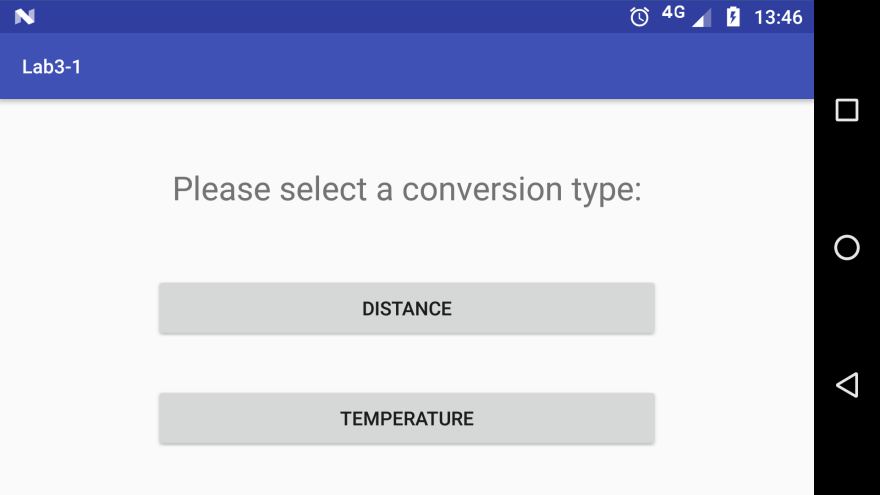 4G 13:46
Lab3-1
Please select a conversion type:
DISTANCE
TEMPERATURE